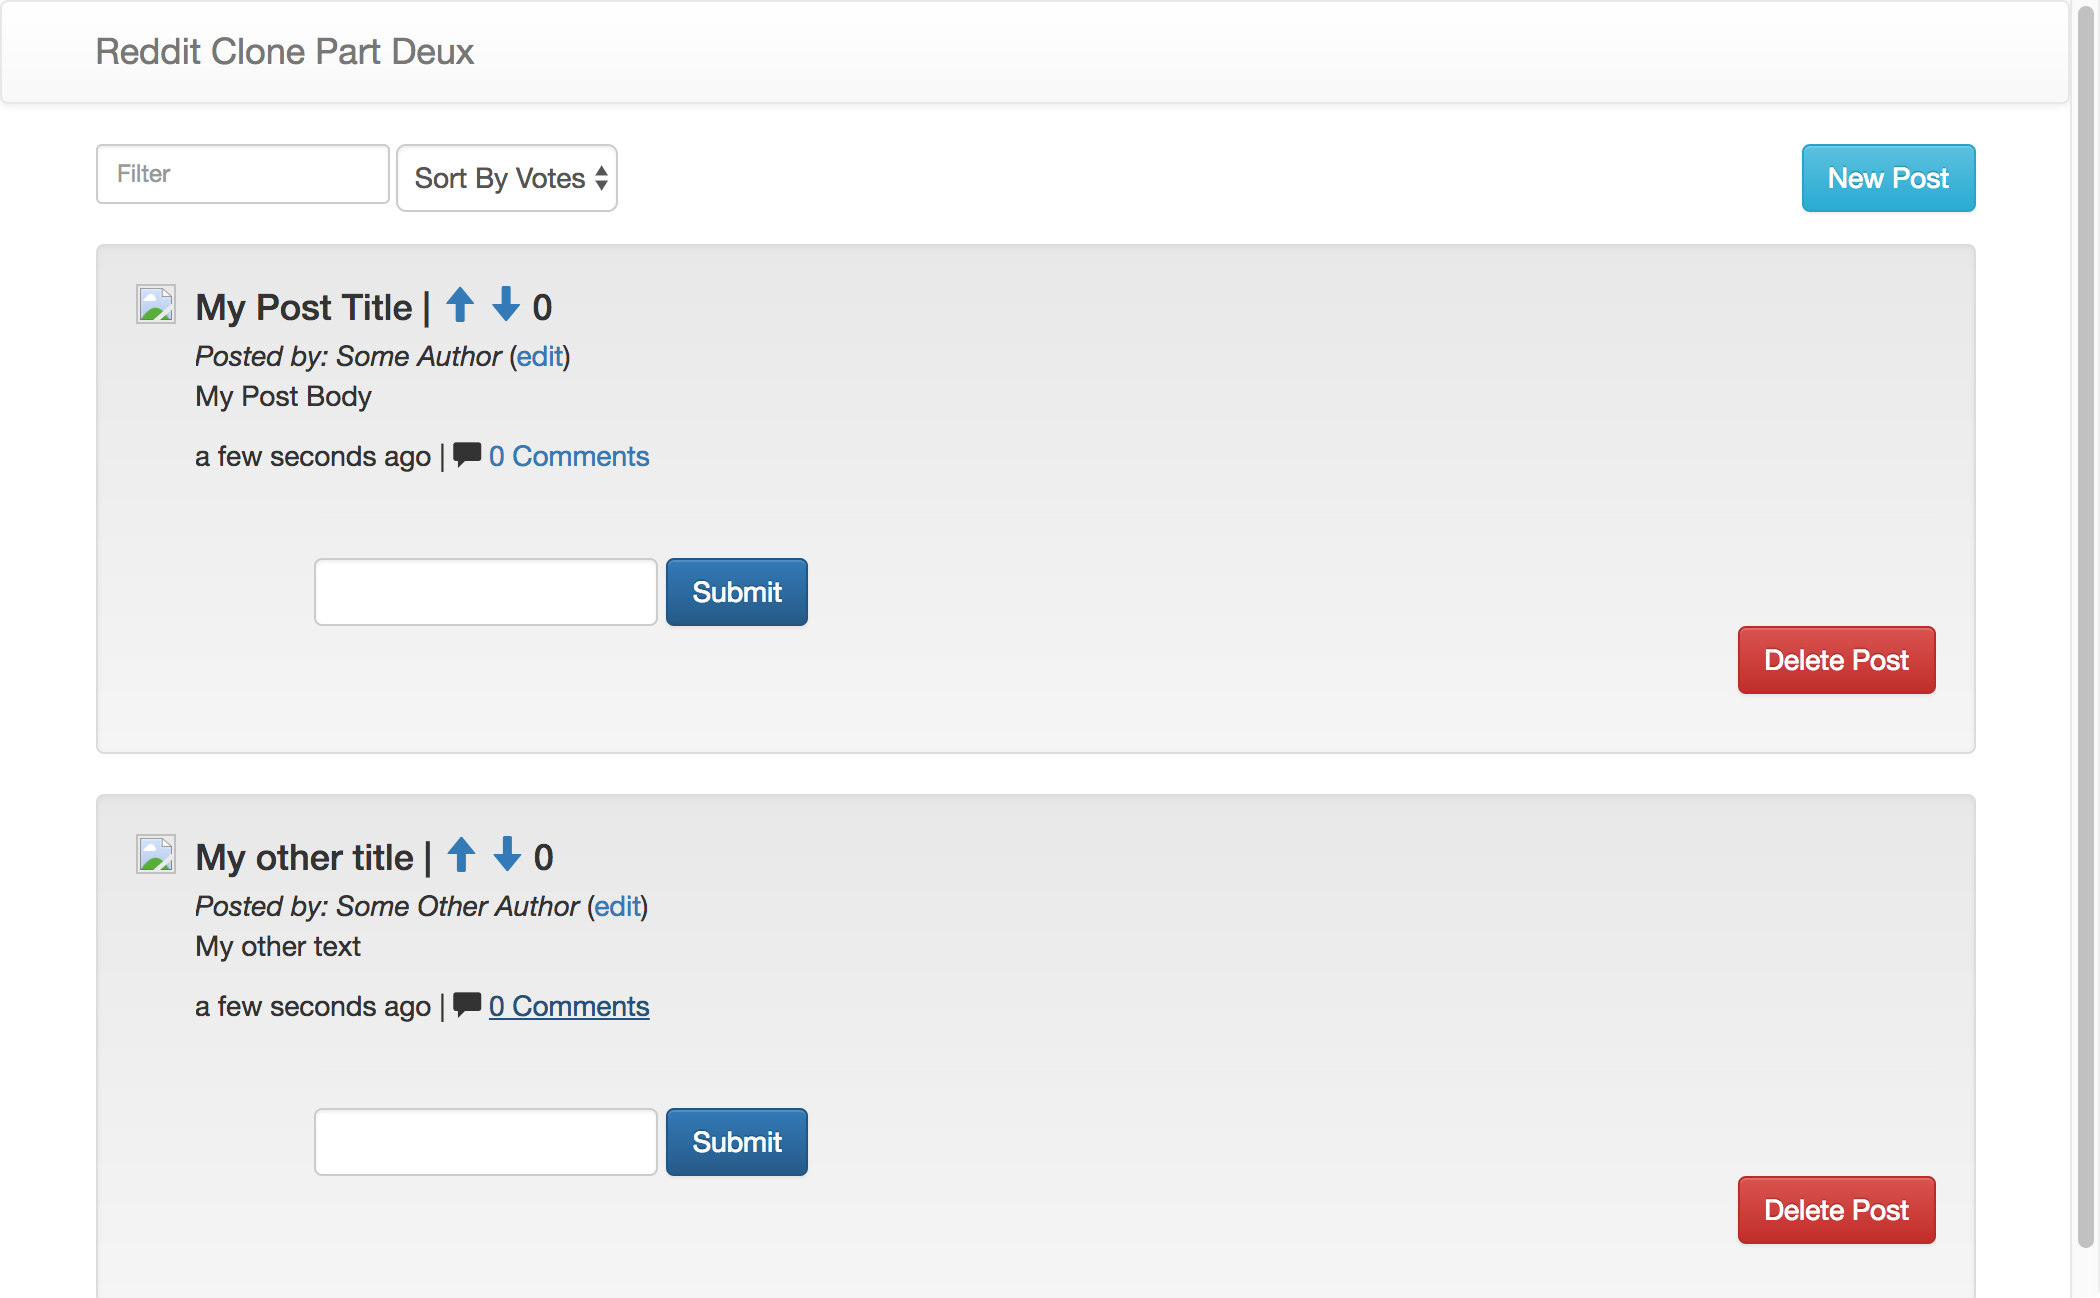 Reddit Clone Part Deux
Filter
Sort By Votes
New Post
My Post Title | 0
Posted by: Some Author (edit)
My Post Body
a few seconds ago | 0 Comments
Submit
Delete Post
My other title | 0
Posted by: Some Other Author (edit)
My other text
a few seconds ago | 0 Comments
Submit
Delete Post